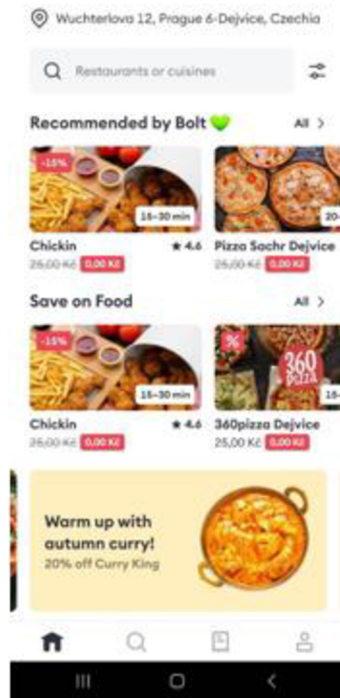 Wuchterlova 12, Prague 6-Dejvice, Czechia
Restaurants or cuisines
Recommended by Bolt 💚 All >
-15%
15-30 min
20-
Chickin ★ 4.6 Pizza Sachr Dejvice
25,00 Kč 0,00 Kč 25,00 Kč 0,00 Kč
Save on Food All >
-15%
%
360
PIZZA
15-30 min
15-
Chickin ★ 4.6 360pizza Dejvice
25,00 Kč 0,00 Kč 25,00 Kč 0,00 Kč
Warm up with
autumn curry!
20% off Curry King